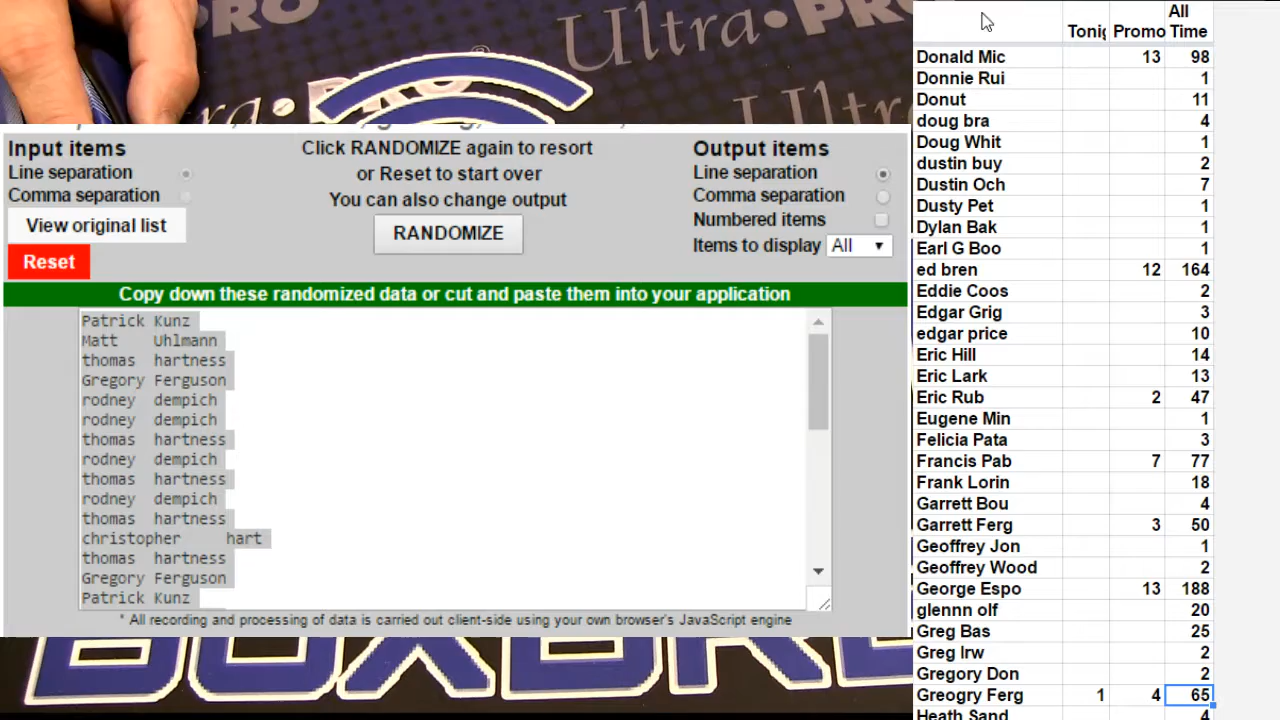 PRO Ultra·PRO
Ultra
PRO
Input items
Line separation
Comma separation
View original list
Reset
Click RANDOMIZE again to resort
or Reset to start over
You can also change output
RANDOMIZE
Output items
Line separation
Comma separation
Numbered items
Items to display All
Copy down these randomized data or cut and paste them into your application
Patrick Kunz
Matt Uhlmann
thomas hartness
Gregory Ferguson
rodney dempich
rodney dempich
thomas hartness
rodney dempich
thomas hartness
rodney dempich
thomas hartness
christopher hart
thomas hartness
Gregory Ferguson
Patrick Kunz
* All recording and processing of data is carried out client-side using your own browser's JavaScript engine
BOXBRE
Tonig Promo All Time
Donald Mic 13 98
Donnie Rui 1
Donut 11
doug bra 4
Doug Whit 1
dustin buy 2
Dustin Och 7
Dusty Pet 1
Dylan Bak 1
Earl G Boo 1
ed bren 12 164
Eddie Coos 2
Edgar Grig 3
edgar price 10
Eric Hill 14
Eric Lark 13
Eric Rub 2 47
Eugene Min 1
Felicia Pata 3
Francis Pab 7 77
Frank Lorin 18
Garrett Bou 4
Garrett Ferg 3 50
Geoffrey Jon 1
Geoffrey Wood 2
George Espo 13 188
glennn olf 20
Greg Bas 25
Greg Irw 2
Gregory Don 2
Greogry Ferg 1 4 65
Heath Sand 4